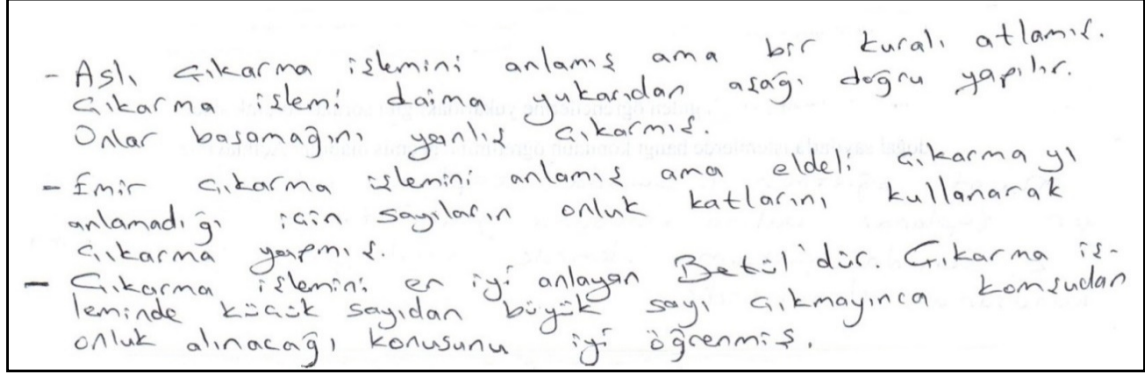 - Aslı çıkarma işlemini anlamış ama bir kuralı atlamış.
Çıkarma işlemi daima yukarıdan aşağı doğru yapılır.
Onlar basamağını yanlış çıkarmış.
- Emir çıkarma işlemini anlamış ama eldeli çıkarma yı
anlamadığı için sayıların onluk katlarını kullanarak
çıkarma yapmış.
- Çıkarma işlemini en iyi anlayan Betül'dür. Çıkarma iş-
leminde küçük sayıdan büyük sayı çıkmayınca komşudan
onluk alınacağı konusunu iyi öğrenmiş.